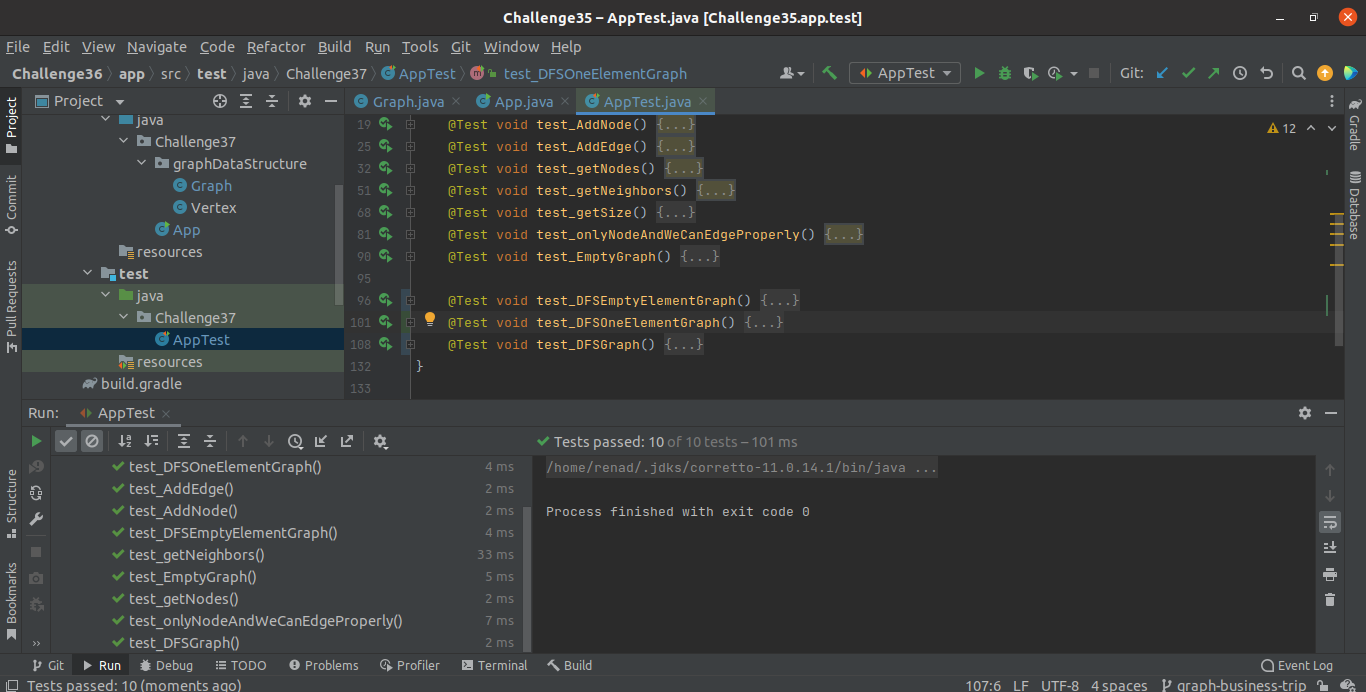 Challenge35 – AppTest.java [Challenge35.app.test]
File Edit View Navigate Code Refactor Build Run Tools Git Window Help
Challenge36 app src test java Challenge37 AppTest test_DFSOneElementGraph AppTest Git:
Project Graph.java App.java AppTest.java
java
Challenge37
graphDataStructure
Graph
Vertex
App
resources
test
java
Challenge37
AppTest
resources
build.gradle
19 @Test void test_AddNode() {...}
25 @Test void test_AddEdge() {...}
32 @Test void test_getNodes() {...}
51 @Test void test_getNeighbors() {...}
68 @Test void test_getSize() {...}
81 @Test void test_onlyNodeAndWeCanEdgeProperly() {...}
90 @Test void test_EmptyGraph() {...}
95
96 @Test void test_DFSEmptyElementGraph() {...}
101 @Test void test_DFSOneElementGraph() {...}
108 @Test void test_DFSGraph() {...}
132 }
133
12
Project
Commit
Pull Requests
Structure
Bookmarks
Gradle
Database
Run: AppTest
Tests passed: 10 of 10 tests – 101 ms
test_DFSOneElementGraph() 4 ms
test_AddEdge() 2 ms
test_AddNode() 2 ms
test_DFSEmptyElementGraph() 4 ms
test_getNeighbors() 33 ms
test_EmptyGraph() 5 ms
test_getNodes() 2 ms
test_onlyNodeAndWeCanEdgeProperly() 7 ms
test_DFSGraph() 2 ms
/home/renad/.jdks/corretto-11.0.14.1/bin/java ...
Process finished with exit code 0
Git Run Debug TODO Problems Profiler Terminal Build Event Log
Tests passed: 10 (moments ago) 107:6 LF UTF-8 4 spaces graph-business-trip